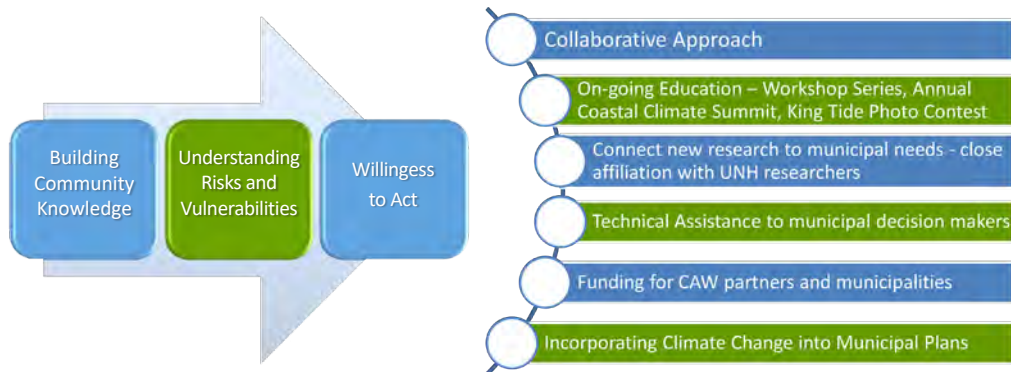 Building
Community
Knowledge
Understanding
Risks and
Vulnerabilities
Willingess
to Act
Collaborative Approach
On-going Education – Workshop Series, Annual
Coastal Climate Summit, King Tide Photo Contest
Connect new research to municipal needs - close
affiliation with UNH researchers
Technical Assistance to municipal decision makers
Funding for CAW partners and municipalities
Incorporating Climate Change into Municipal Plans